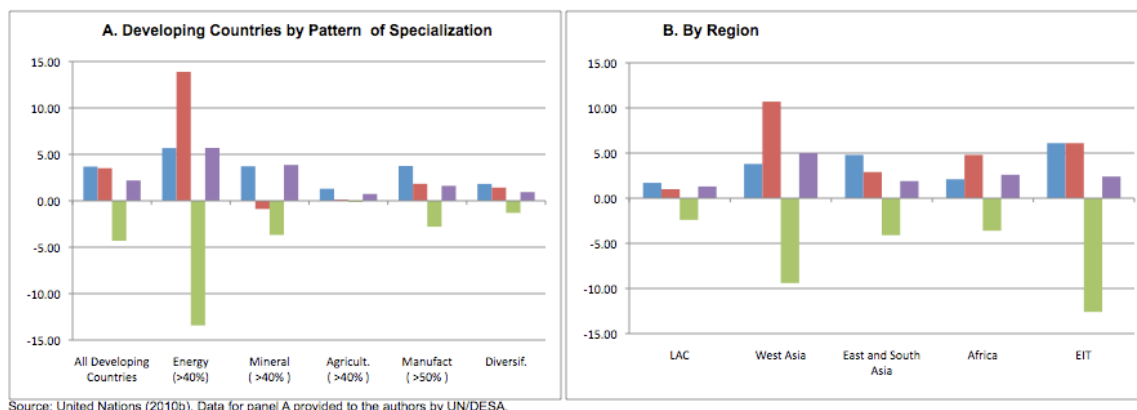 A. Developing Countries by Pattern of Specialization
15.00
10.00
5.00
0.00
-5.00
-10.00
-15.00
All Developing Countries
Energy (>40%)
Mineral ( >40% )
Agricult. ( >40% )
Manufact ( >50% )
Diversif.
B. By Region
15.00
10.00
5.00
0.00
-5.00
-10.00
-15.00
LAC
West Asia
East and South Asia
Africa
EIT
Source: United Nations (2010b). Data for panel A provided to the authors by UN/DESA.